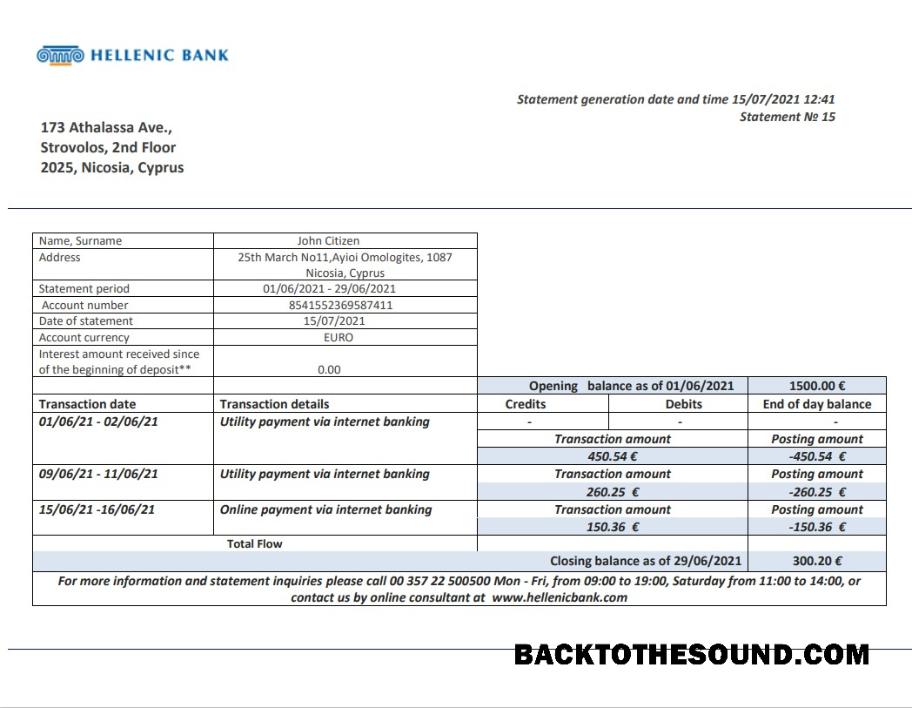 HELLENIC BANK
Statement generation date and time 15/07/2021 12:41
Statement № 15
173 Athalassa Ave.,
Strovolos, 2nd Floor
2025, Nicosia, Cyprus
Name, Surname John Citizen
Address 25th March No11,Ayioi Omologites, 1087
Nicosia, Cyprus
Statement period 01/06/2021 - 29/06/2021
Account number 8541552369587411
Date of statement 15/07/2021
Account currency EURO
Interest amount received since
of the beginning of deposit** 0.00
Opening balance as of 01/06/2021 1500.00 €
Transaction date Transaction details Credits Debits End of day balance
01/06/21 - 02/06/21 Utility payment via internet banking - - -
Transaction amount Posting amount
450.54 € -450.54 €
09/06/21 - 11/06/21 Utility payment via internet banking Transaction amount Posting amount
260.25 € -260.25 €
15/06/21 -16/06/21 Online payment via internet banking Transaction amount Posting amount
150.36 € -150.36 €
Total Flow
Closing balance as of 29/06/2021 300.20 €
For more information and statement inquiries please call 00 357 22 500500 Mon - Fri, from 09:00 to 19:00, Saturday from 11:00 to 14:00, or
contact us by online consultant at www.hellenicbank.com
BACKTOTHESOUND.COM